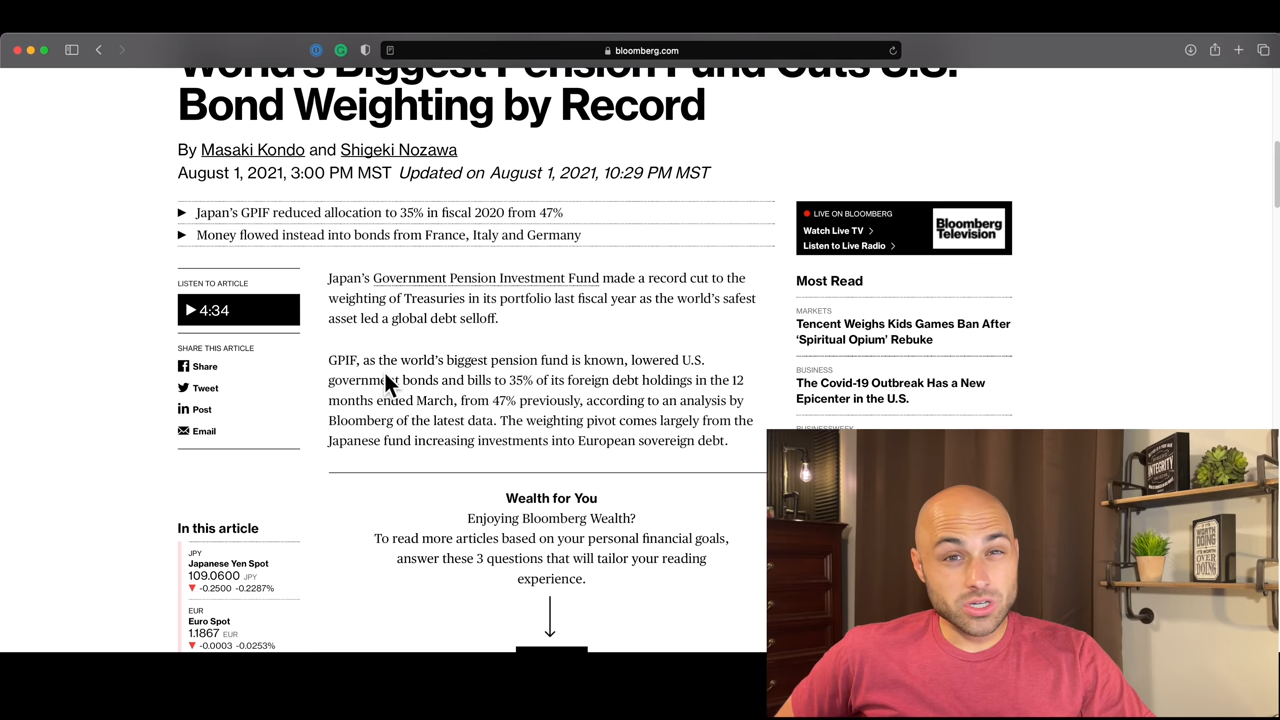 bloomberg.com
World's Biggest Pension Fund Cuts U.S.
Bond Weighting by Record
By Masaki Kondo and Shigeki Nozawa
August 1, 2021, 3:00 PM MST Updated on August 1, 2021, 10:29 PM MST
Japan's GPIF reduced allocation to 35% in fiscal 2020 from 47%
Money flowed instead into bonds from France, Italy and Germany
LISTEN TO ARTICLE
4:34
SHARE THIS ARTICLE
Share
Tweet
Post
Email
Japan's Government Pension Investment Fund made a record cut to the
weighting of Treasuries in its portfolio last fiscal year as the world's safest
asset led a global debt selloff.
GPIF, as the world's biggest pension fund is known, lowered U.S.
government bonds and bills to 35% of its foreign debt holdings in the 12
months ended March, from 47% previously, according to an analysis by
Bloomberg of the latest data. The weighting pivot comes largely from the
Japanese fund increasing investments into European sovereign debt.
Wealth for You
Enjoying Bloomberg Wealth?
To read more articles based on your personal financial goals,
answer these 3 questions that will tailor your reading
experience.
In this article
JPY
Japanese Yen Spot
109.0600 JPY
-0.2500 -0.2287%
EUR
Euro Spot
1.1867 EUR
-0.0003 -0.0253%
LIVE ON BLOOMBERG
Watch Live TV
Listen to Live Radio
Bloomberg
Television
Most Read
MARKETS
Tencent Weighs Kids Games Ban After
'Spiritual Opium' Rebuke
BUSINESS
The Covid-19 Outbreak Has a New
Epicenter in the U.S.
INTEGRITY
WORTH
DOING